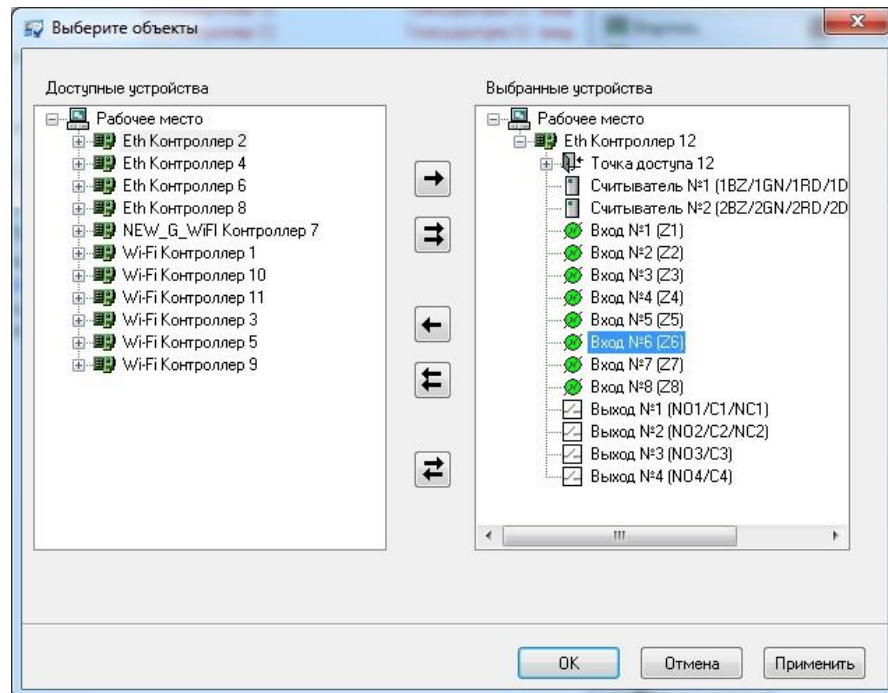 Выберите объекты
Доступные устройства
Рабочее место
Eth Контроллер 2
Eth Контроллер 4
Eth Контроллер 6
Eth Контроллер 8
NEW_G_WiFI Контроллер 7
Wi-Fi Контроллер 1
Wi-Fi Контроллер 10
Wi-Fi Контроллер 11
Wi-Fi Контроллер 3
Wi-Fi Контроллер 5
Wi-Fi Контроллер 9
Выбранные устройства
Рабочее место
Eth Контроллер 12
Точка доступа 12
Считыватель №1 (1BZ/1GN/1RD/1D
Считыватель №2 (2BZ/2GN/2RD/2D
Вход №1 (Z1)
Вход №2 (Z2)
Вход №3 (Z3)
Вход №4 (Z4)
Вход №5 (Z5)
Вход №6 (Z6)
Вход №7 (Z7)
Вход №8 (Z8)
Выход №1 (NO1/C1/NC1)
Выход №2 (NO2/C2/NC2)
Выход №3 (NO3/C3)
Выход №4 (NO4/C4)
OK
Отмена
Применить